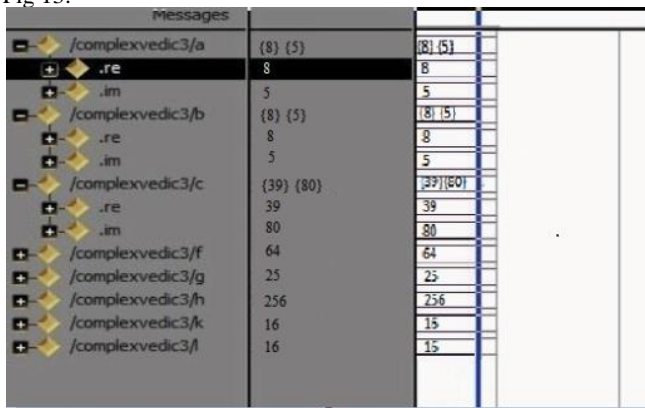 Fig 13:
Messages
/complexvedic3/a {8} {5} {8} {5}
.re 8 8
.im 5 5
/complexvedic3/b {8} {5} {8} {5}
.re 8 8
.im 5 5
/complexvedic3/c {39} {80} {39}{80}
.re 39 39
.im 80 80
/complexvedic3/f 64 64
/complexvedic3/g 25 25
/complexvedic3/h 256 256
/complexvedic3/k 16 16
/complexvedic3/l 16 16